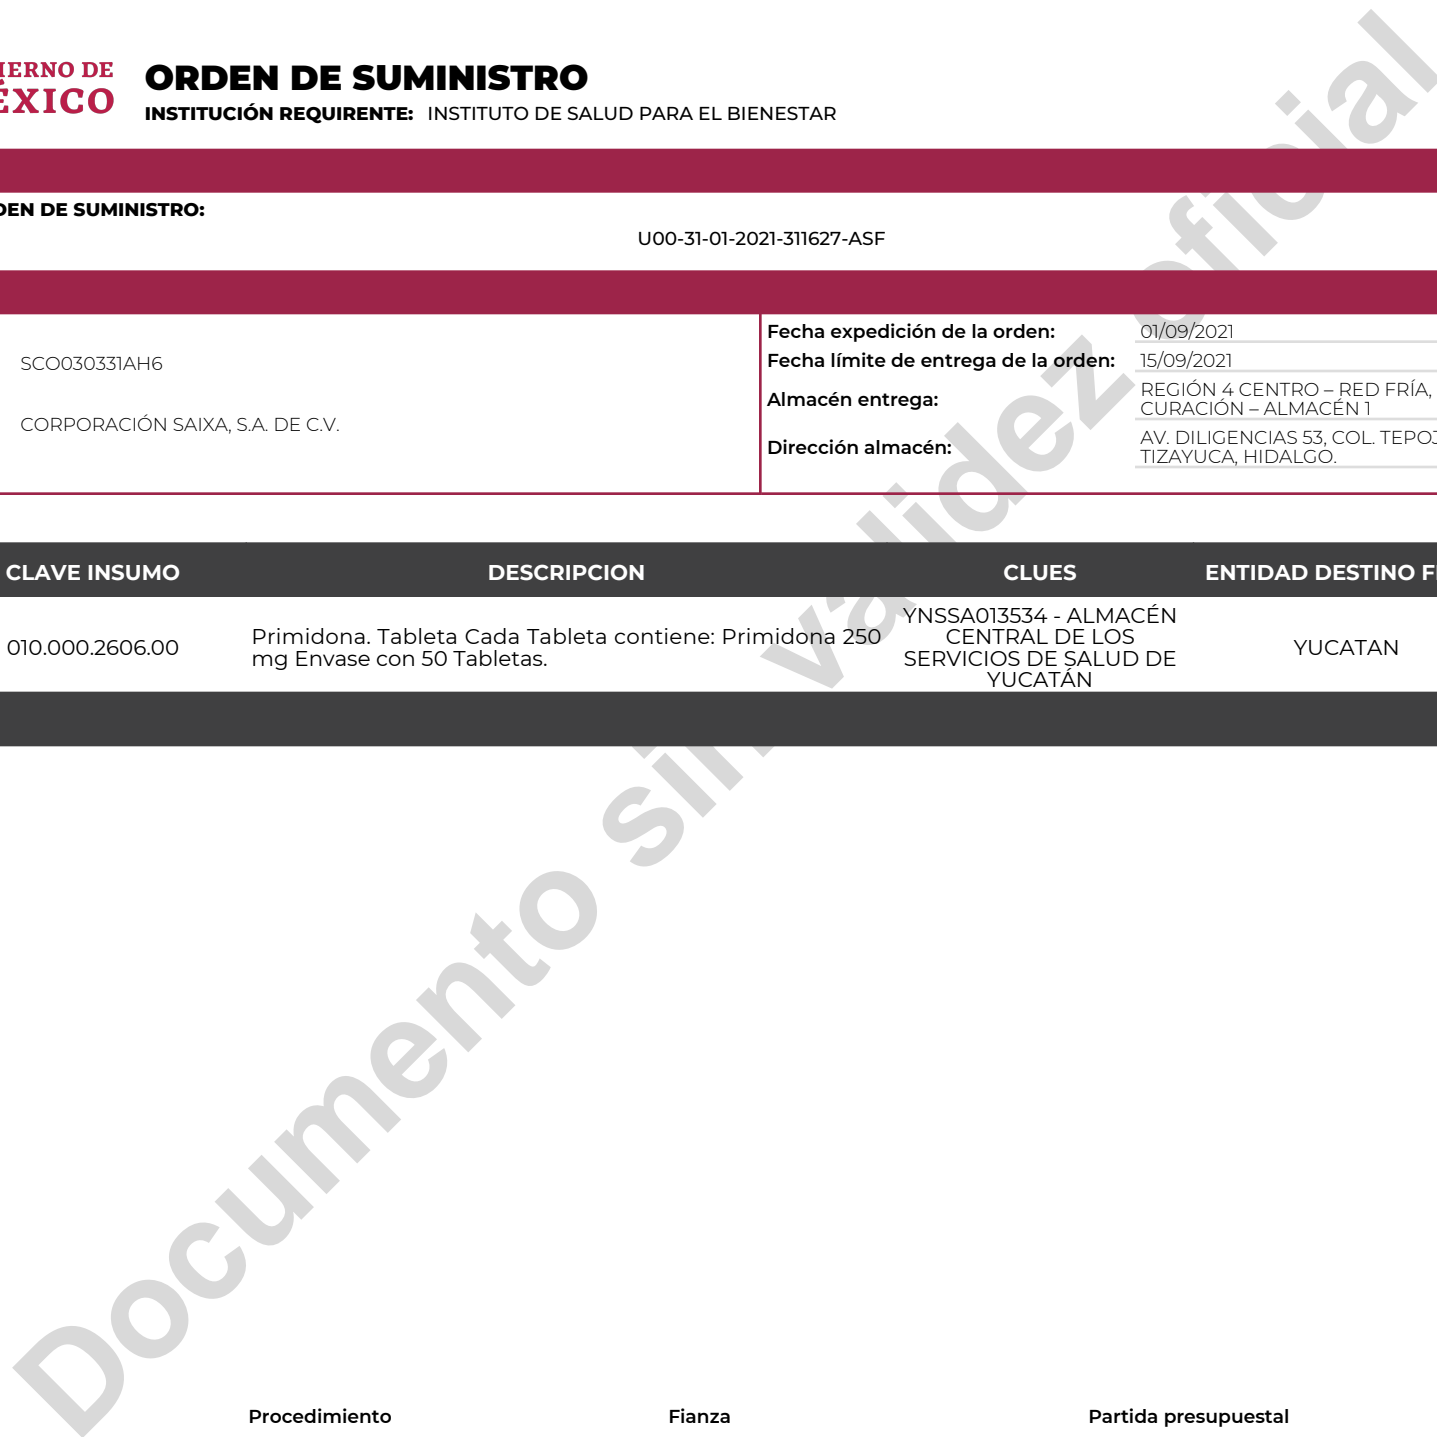 IERNO DE
ÉXICO
ORDEN DE SUMINISTRO
INSTITUCIÓN REQUIRENTE: INSTITUTO DE SALUD PARA EL BIENESTAR
DEN DE SUMINISTRO:
U00-31-01-2021-311627-ASF
SCO030331AH6
CORPORACIÓN SAIXA, S.A. DE C.V.
Fecha expedición de la orden: 01/09/2021
Fecha límite de entrega de la orden: 15/09/2021
Almacén entrega: REGIÓN 4 CENTRO – RED FRÍA,
CURACIÓN – ALMACÉN 1
Dirección almacén: AV. DILIGENCIAS 53, COL. TEPOJ
TIZAYUCA, HIDALGO.
CLAVE INSUMO DESCRIPCION CLUES ENTIDAD DESTINO FI
010.000.2606.00
Primidona. Tableta Cada Tableta contiene: Primidona 250
mg Envase con 50 Tabletas.
YNSSA013534 - ALMACÉN
CENTRAL DE LOS
SERVICIOS DE SALUD DE
YUCATÁN
YUCATAN
Documento sin validez oficial
Procedimiento Fianza Partida presupuestal